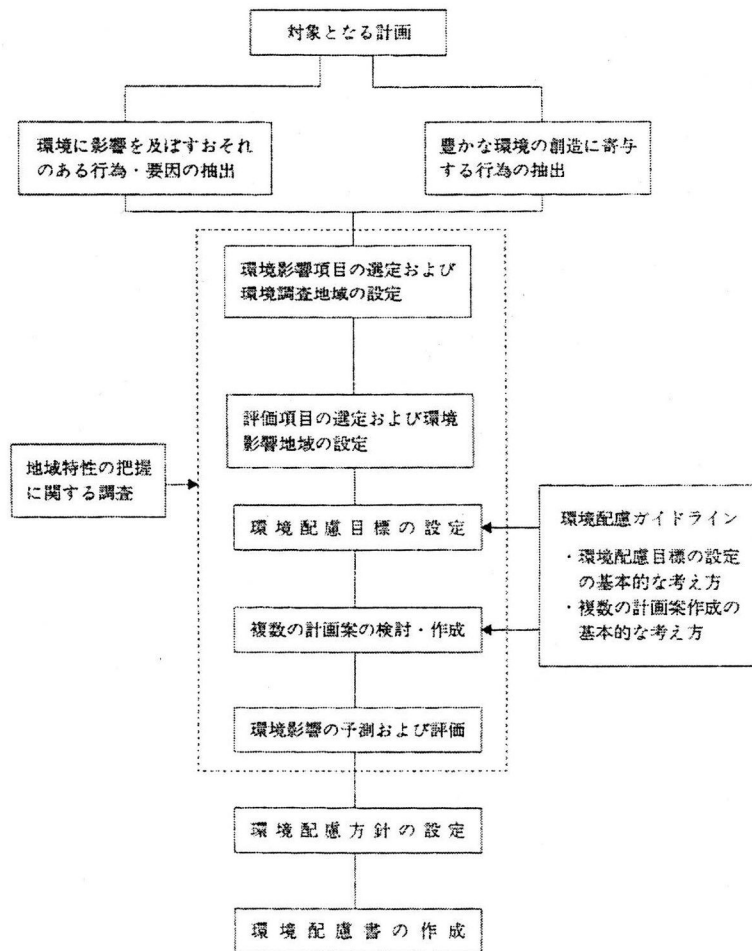 対象となる計画
環境に影響を及ぼすおそれ
のある行為・要因の抽出
豊かな環境の創造に寄与
する行為の抽出
環境影響項目の選定および
環境調査地域の設定
評価項目の選定および環境
影響地域の設定
地域特性の把握
に関する調査
環境配慮目標の設定
環境配慮ガイドライン
・環境配慮目標の設定
の基本的な考え方
・複数の計画案作成の
基本的な考え方
複数の計画案の検討・作成
環境影響の予測および評価
環境配慮方針の設定
環境配慮書の作成